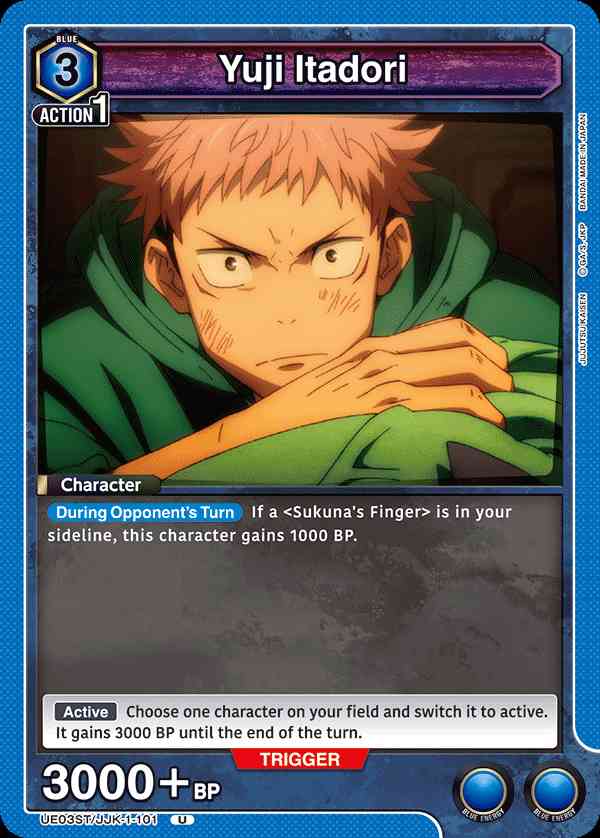 BLUE
3
Yuji Itadori
ACTION 1
BANDAI MADE IN JAPAN
©GA/S,JKP
JUJUTSU KAISEN
Character
During Opponent's Turn If a <Sukuna's Finger> is in your
sideline, this character gains 1000 BP.
Active Choose one character on your field and switch it to active.
It gains 3000 BP until the end of the turn.
TRIGGER
3000+BP
BLUE ENERGY
BLUE ENERGY
UE03ST/JJK-1-101 U